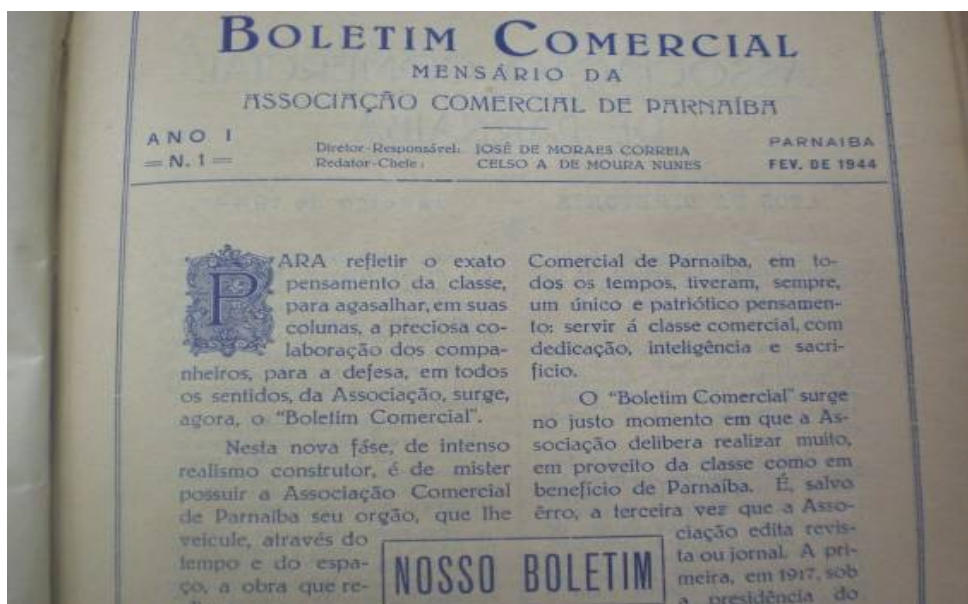 BOLETIM COMERCIAL
MENSÁRIO DA
ASSOCIAÇÃO COMERCIAL DE PARNAÍBA
ANO I
N. 1
Diretor-Responsável: JOSÉ DE MORAES CORREIA
Redator-Chefe: CELSO A DE MOURA NUNES
PARNAIBA
FEV. DE 1944
PARA refletir o exato
pensamento da classe,
para agasalhar, em suas
colunas, a preciosa co-
laboração dos compa-
nheiros, para a defesa, em todos
os sentidos, da Associação, surge,
agora, o "Boletim Comercial".
Nesta nova fáse, de intenso
realismo construtor, é de mister
possuir a Associação Comercial
de Parnaíba seu orgão, que lhe
veicule, através do
tempo e do espa-
ço, a obra que re-
Comercial de Parnaíba, em to-
dos os tempos, tiveram, sempre,
um único e patriótico pensamen-
to: servir á classe comercial, com
dedicação, inteligência e sacri-
fício.
O "Boletim Comercial" surge
no justo momento em que a As-
sociação delibera realizar muito,
em proveito da classe como em
benefício de Parnaíba. É, salvo
êrro, a terceira vez que a Asso-
ciação edita revis-
ta ou jornal. A pri-
meira, em 1917, sob
a presidência do
NOSSO BOLETIM